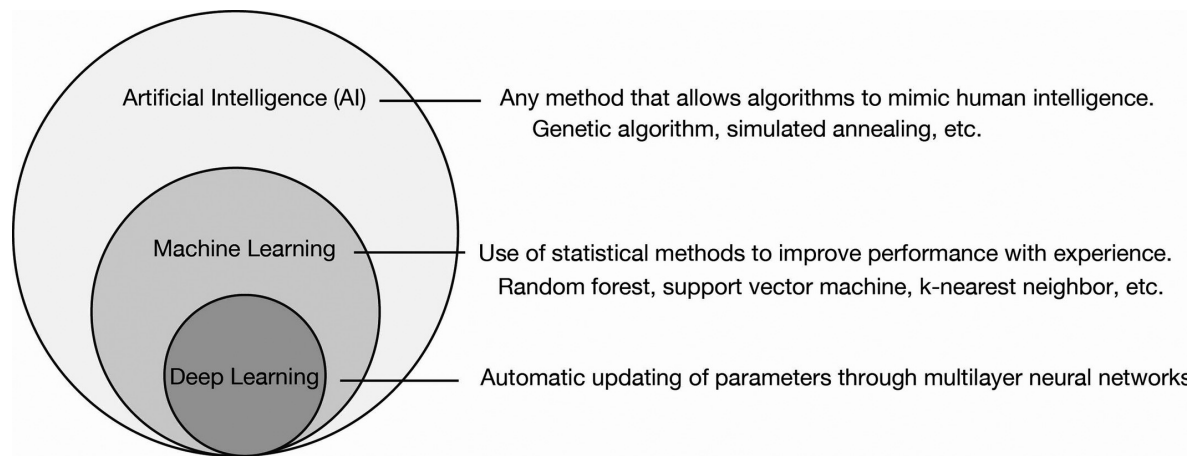 Artificial Intelligence (AI)
Any method that allows algorithms to mimic human intelligence.
Genetic algorithm, simulated annealing, etc.
Machine Learning
Use of statistical methods to improve performance with experience.
Random forest, support vector machine, k-nearest neighbor, etc.
Deep Learning
Automatic updating of parameters through multilayer neural networks